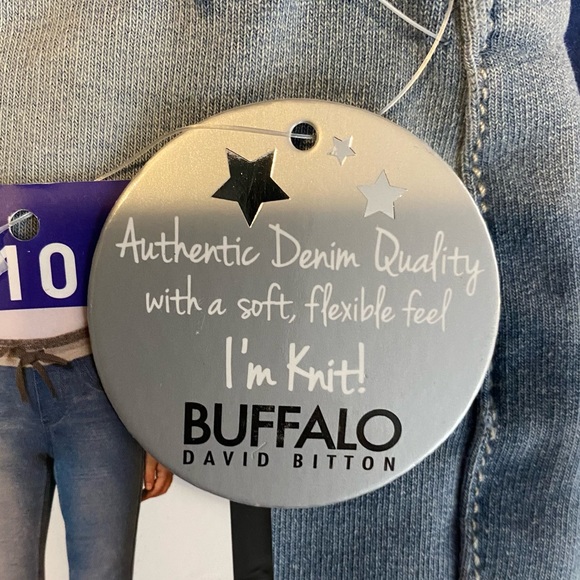 10
Authentic Denim Quality
with a soft, flexible feel
I'm Knit!
BUFFALO
DAVID BITTON